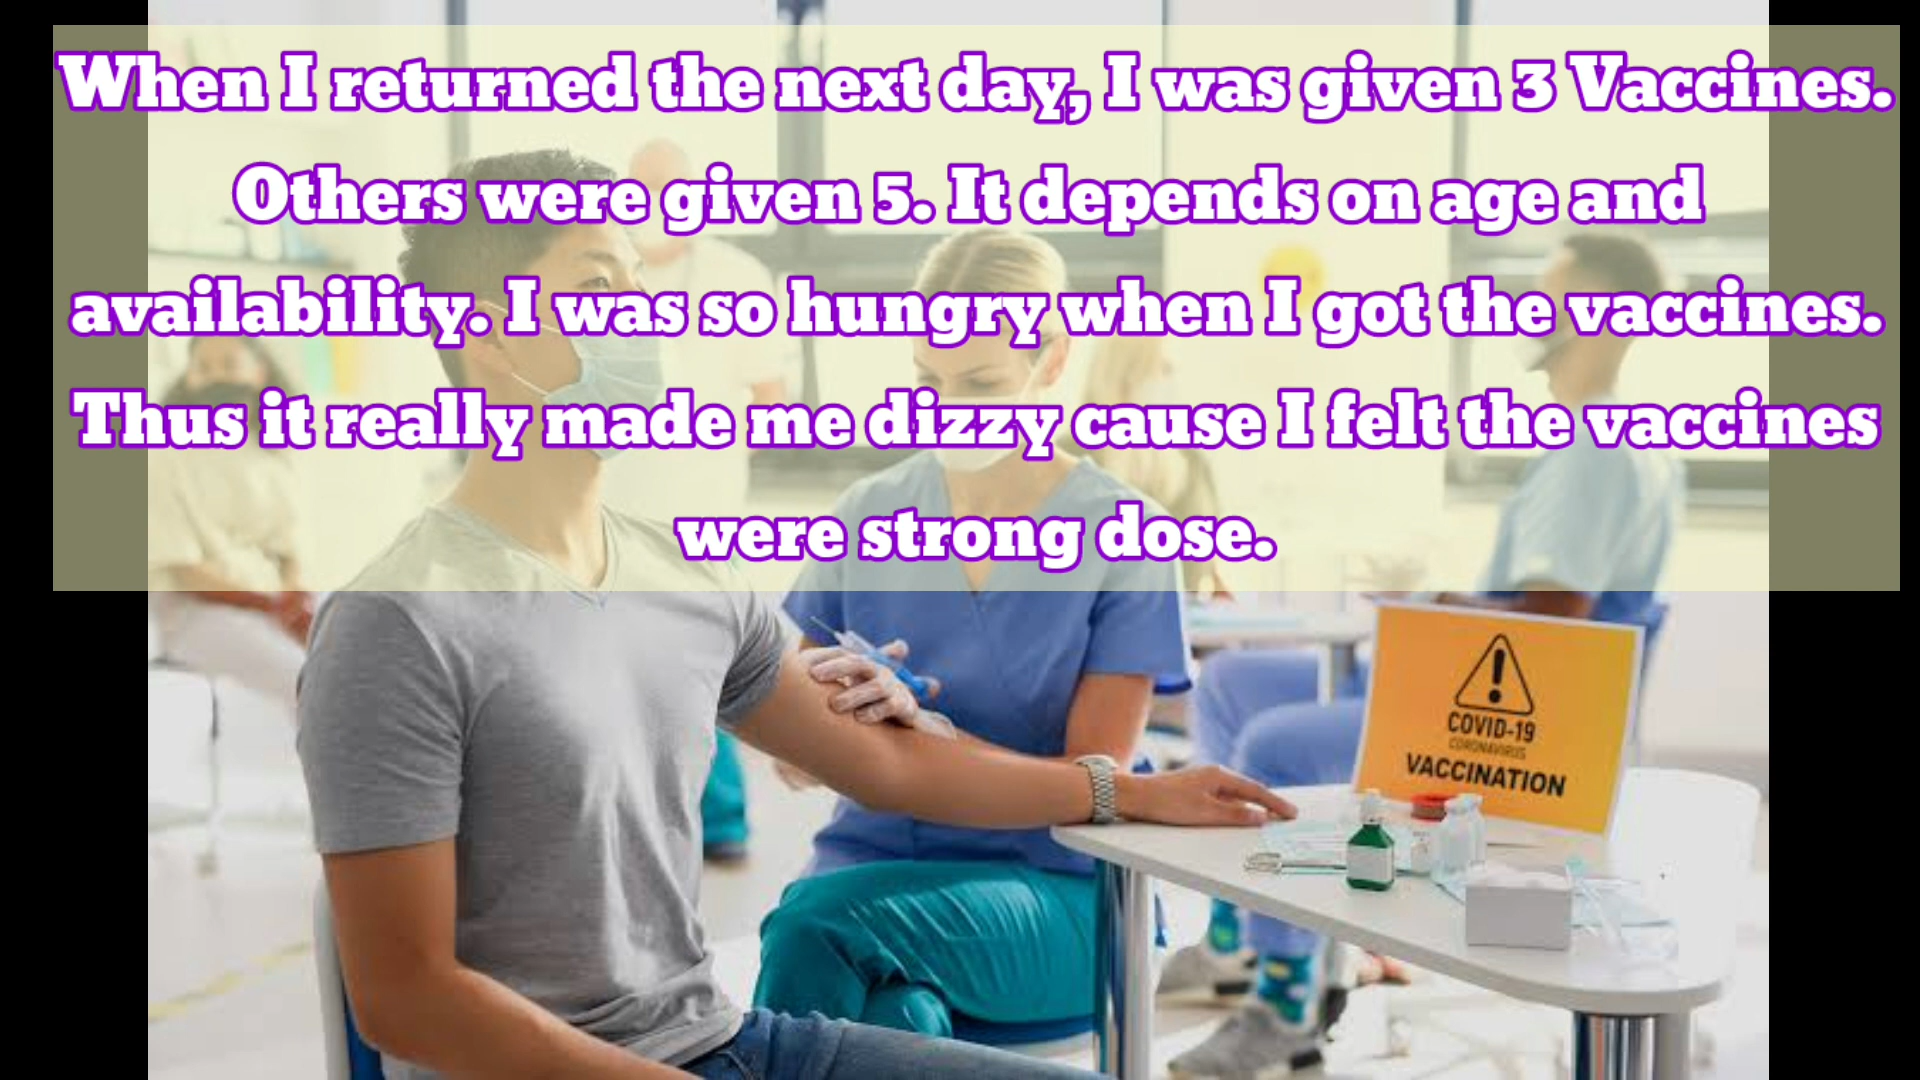 When I returned the next day, I was given 3 Vaccines.
Others were given 5. It depends on age and
availability. I was so hungry when I got the vaccines.
Thus it really made me dizzy cause I felt the vaccines
were strong dose.
COVID-19
CORONAVIRUS
VACCINATION